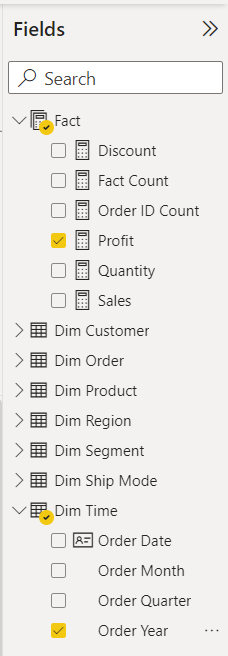 Fields
Search
Fact
Discount
Fact Count
Order ID Count
Profit
Quantity
Sales
Dim Customer
Dim Order
Dim Product
Dim Region
Dim Segment
Dim Ship Mode
Dim Time
Order Date
Order Month
Order Quarter
Order Year